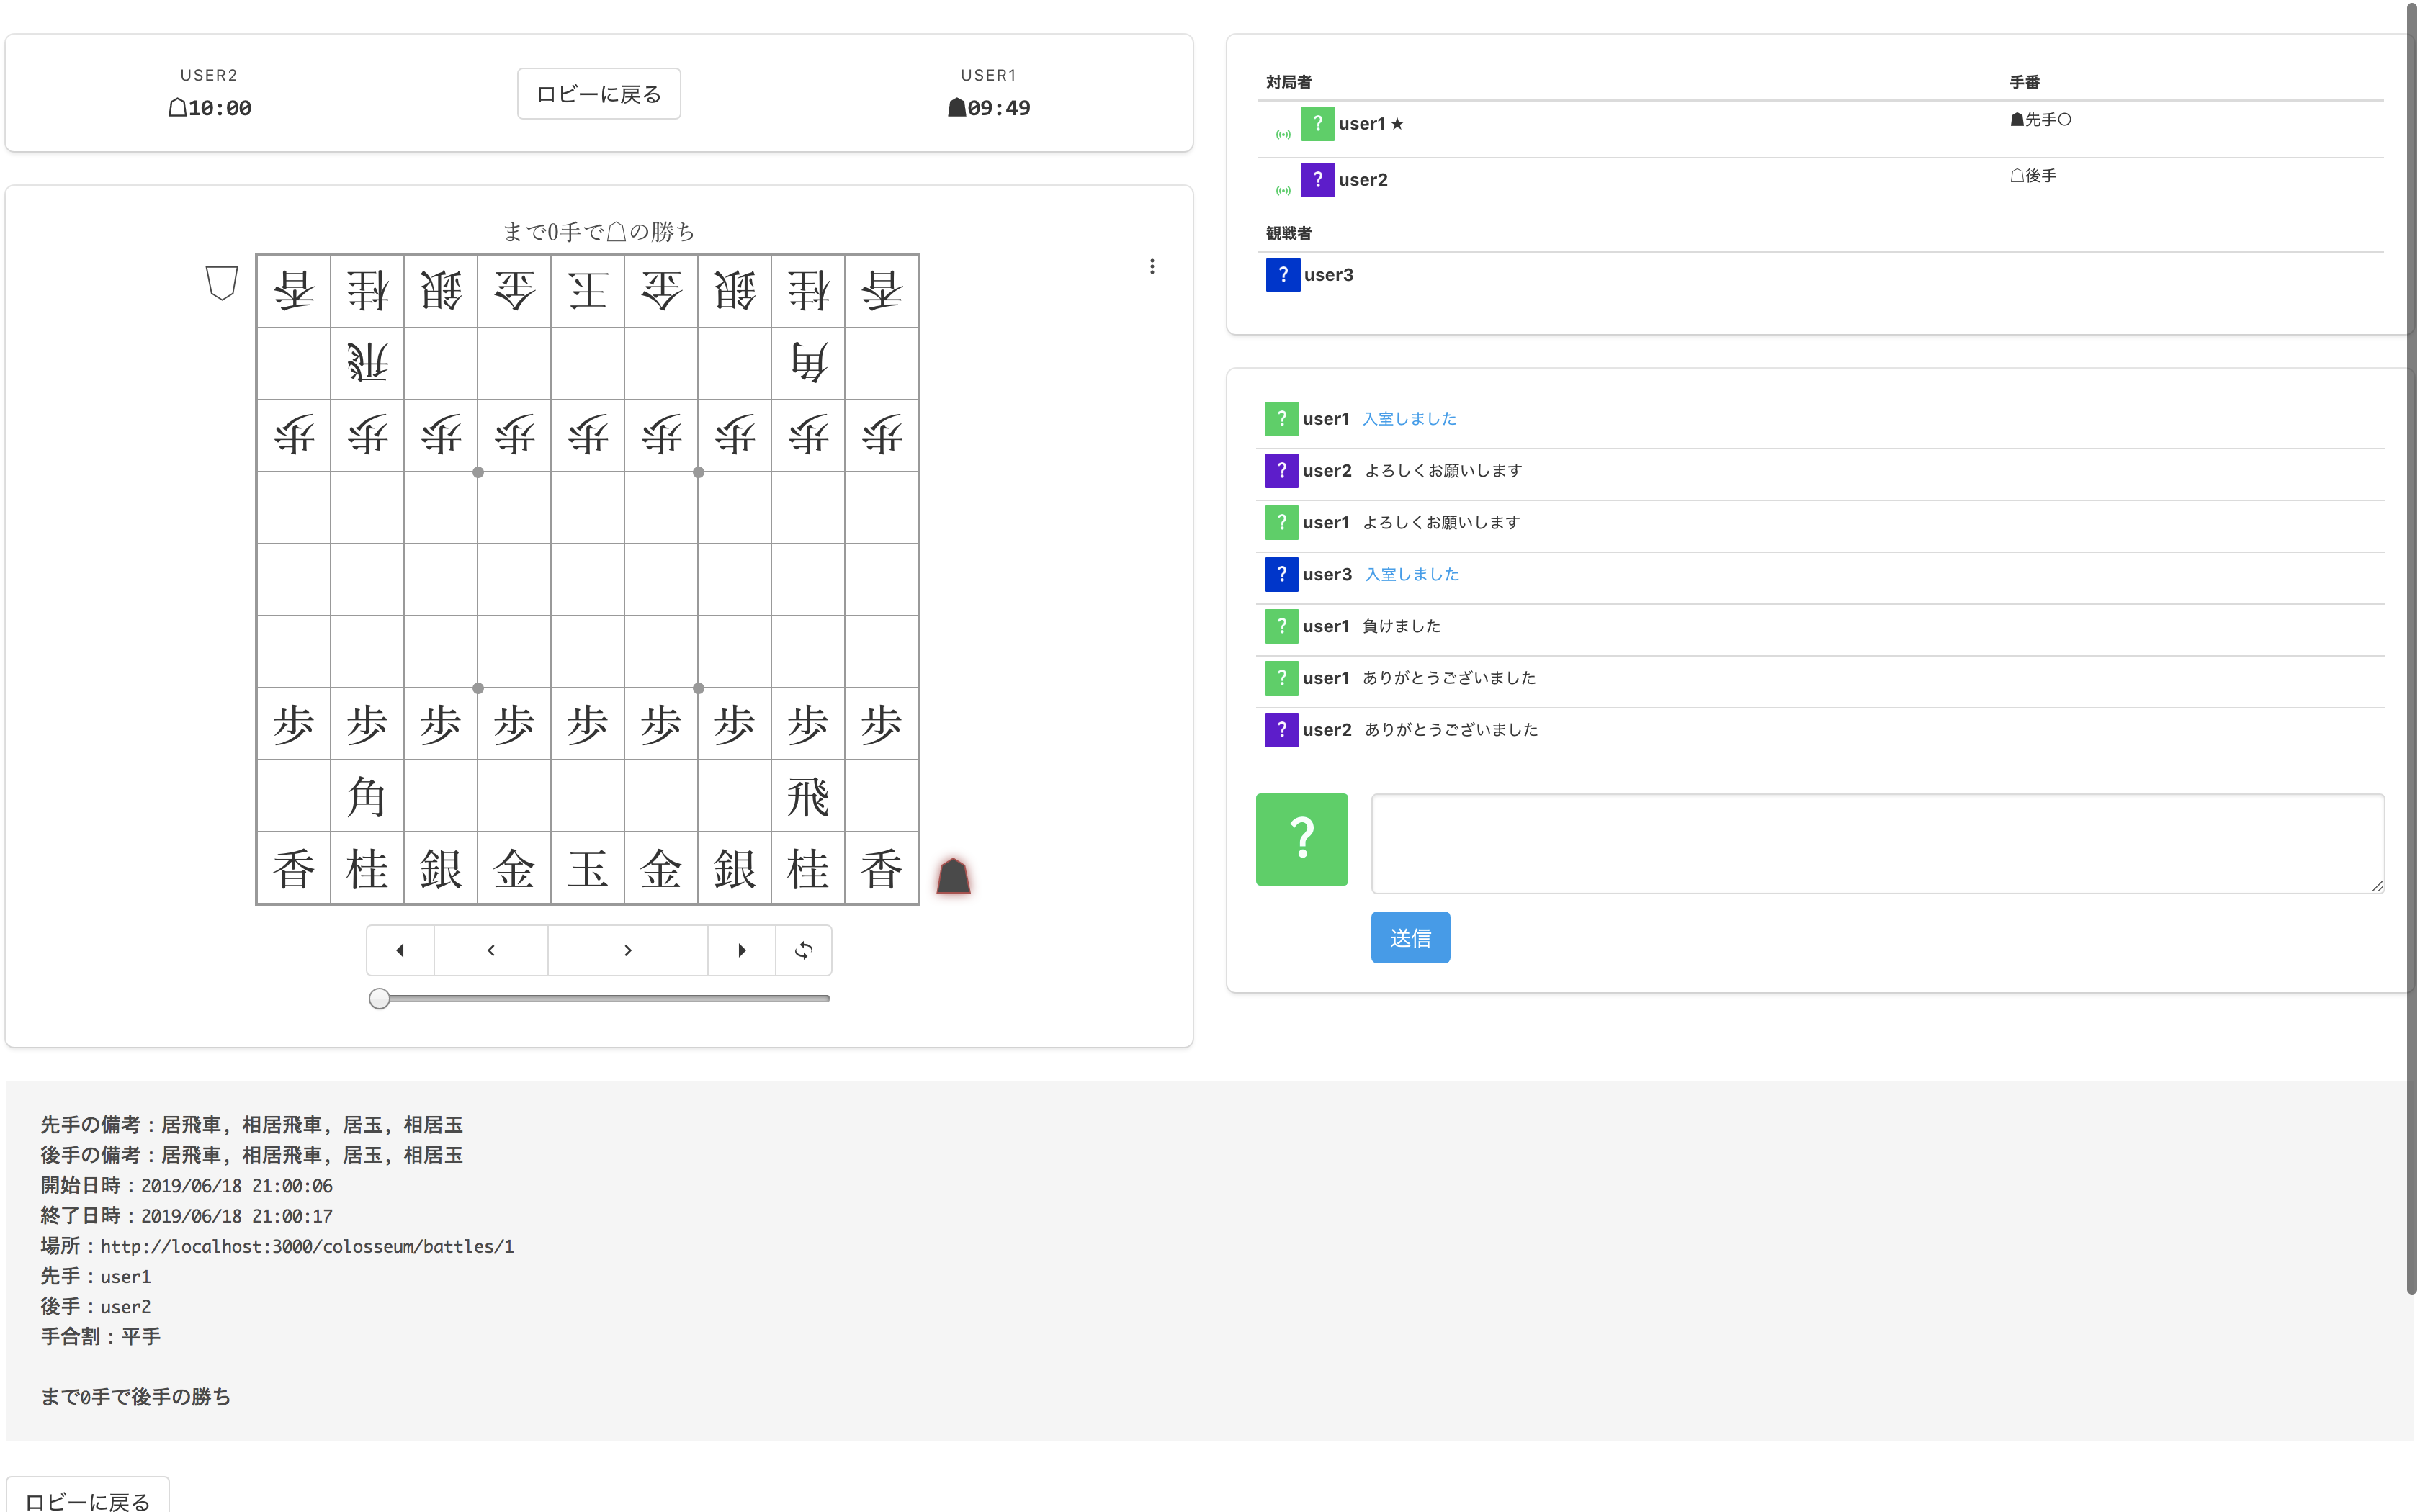 USER2
☖10:00
ロビーに戻る
USER1
☗09:49
まで0手で☖の勝ち
香 桂 銀 金 王 金 銀 桂 香
飛 角
歩 歩 歩 歩 歩 歩 歩 歩 歩
歩 歩 歩 歩 歩 歩 歩 歩 歩
角 飛
香 桂 銀 金 玉 金 銀 桂 香
対局者 手番
? user1 ★ ☗先手○
? user2 ☖後手
観戦者
? user3
? user1 入室しました
? user2 よろしくお願いします
? user1 よろしくお願いします
? user3 入室しました
? user1 負けました
? user1 ありがとうございました
? user2 ありがとうございました
?
送信
先手の備考：居飛車, 相居飛車, 居玉, 相居玉
後手の備考：居飛車, 相居飛車, 居玉, 相居玉
開始日時：2019/06/18 21:00:06
終了日時：2019/06/18 21:00:17
場所：http://localhost:3000/colosseum/battles/1
先手：user1
後手：user2
手合割：平手
まで0手で後手の勝ち
ロビーに戻る